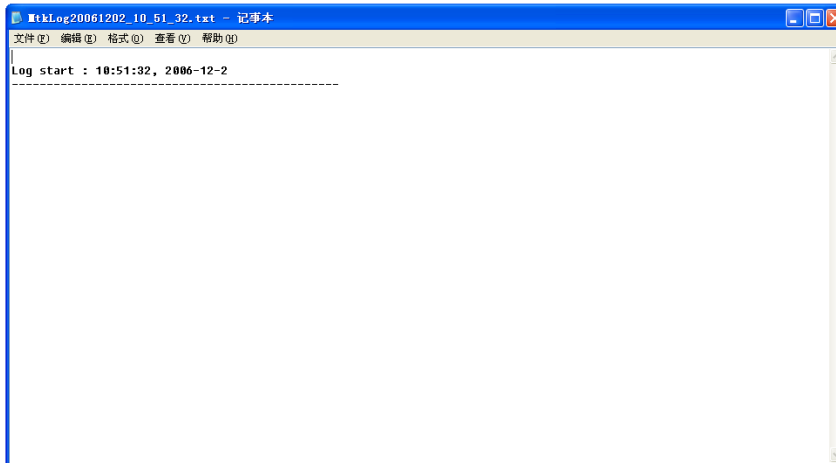 MtkLog20061202_10_51_32.txt - 记事本
文件(F) 编辑(E) 格式(O) 查看(V) 帮助(H)
Log start : 10:51:32, 2006-12-2
-----------------------------------------------